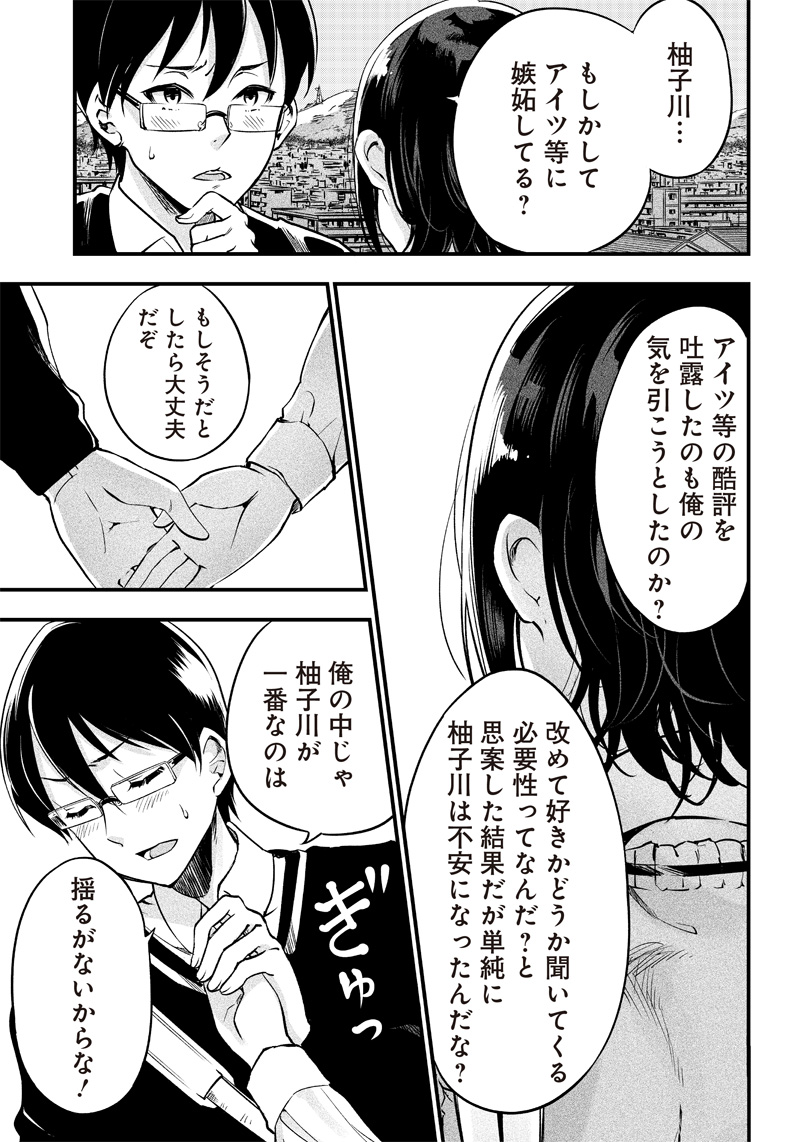 柚子川…
もしかして
アイツ等に
嫉妬してる?
アイツ等の酷評を
吐露したのも俺の
気を引こうとしたのか?
改めて好きかどうか聞いてくる
必要性ってなんだ?と
思案した結果だが単純に
柚子川は不安になったんだな?
もしそうだと
したら大丈夫
だぞ
俺の中じゃ
柚子川が
一番なのは
ぎゅっ
揺るがないからな!